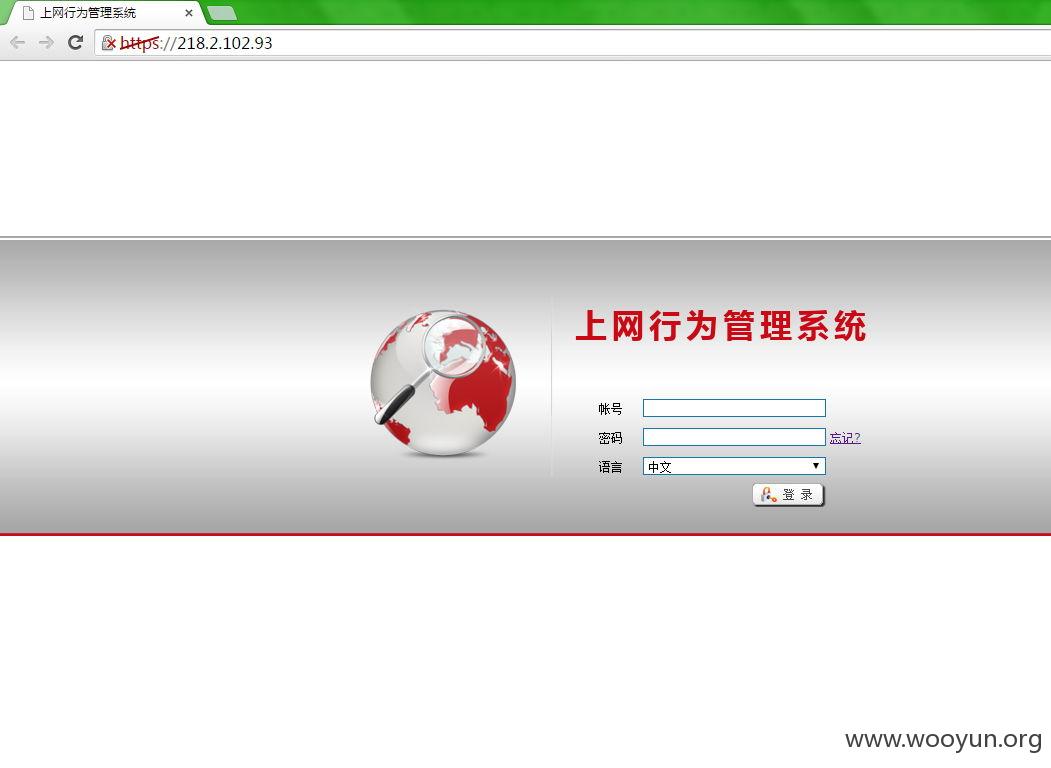 上网行为管理系统
https://218.2.102.93
上网行为管理系统
帐号
密码 忘记?
语言 中文
登 录
www.wooyun.org